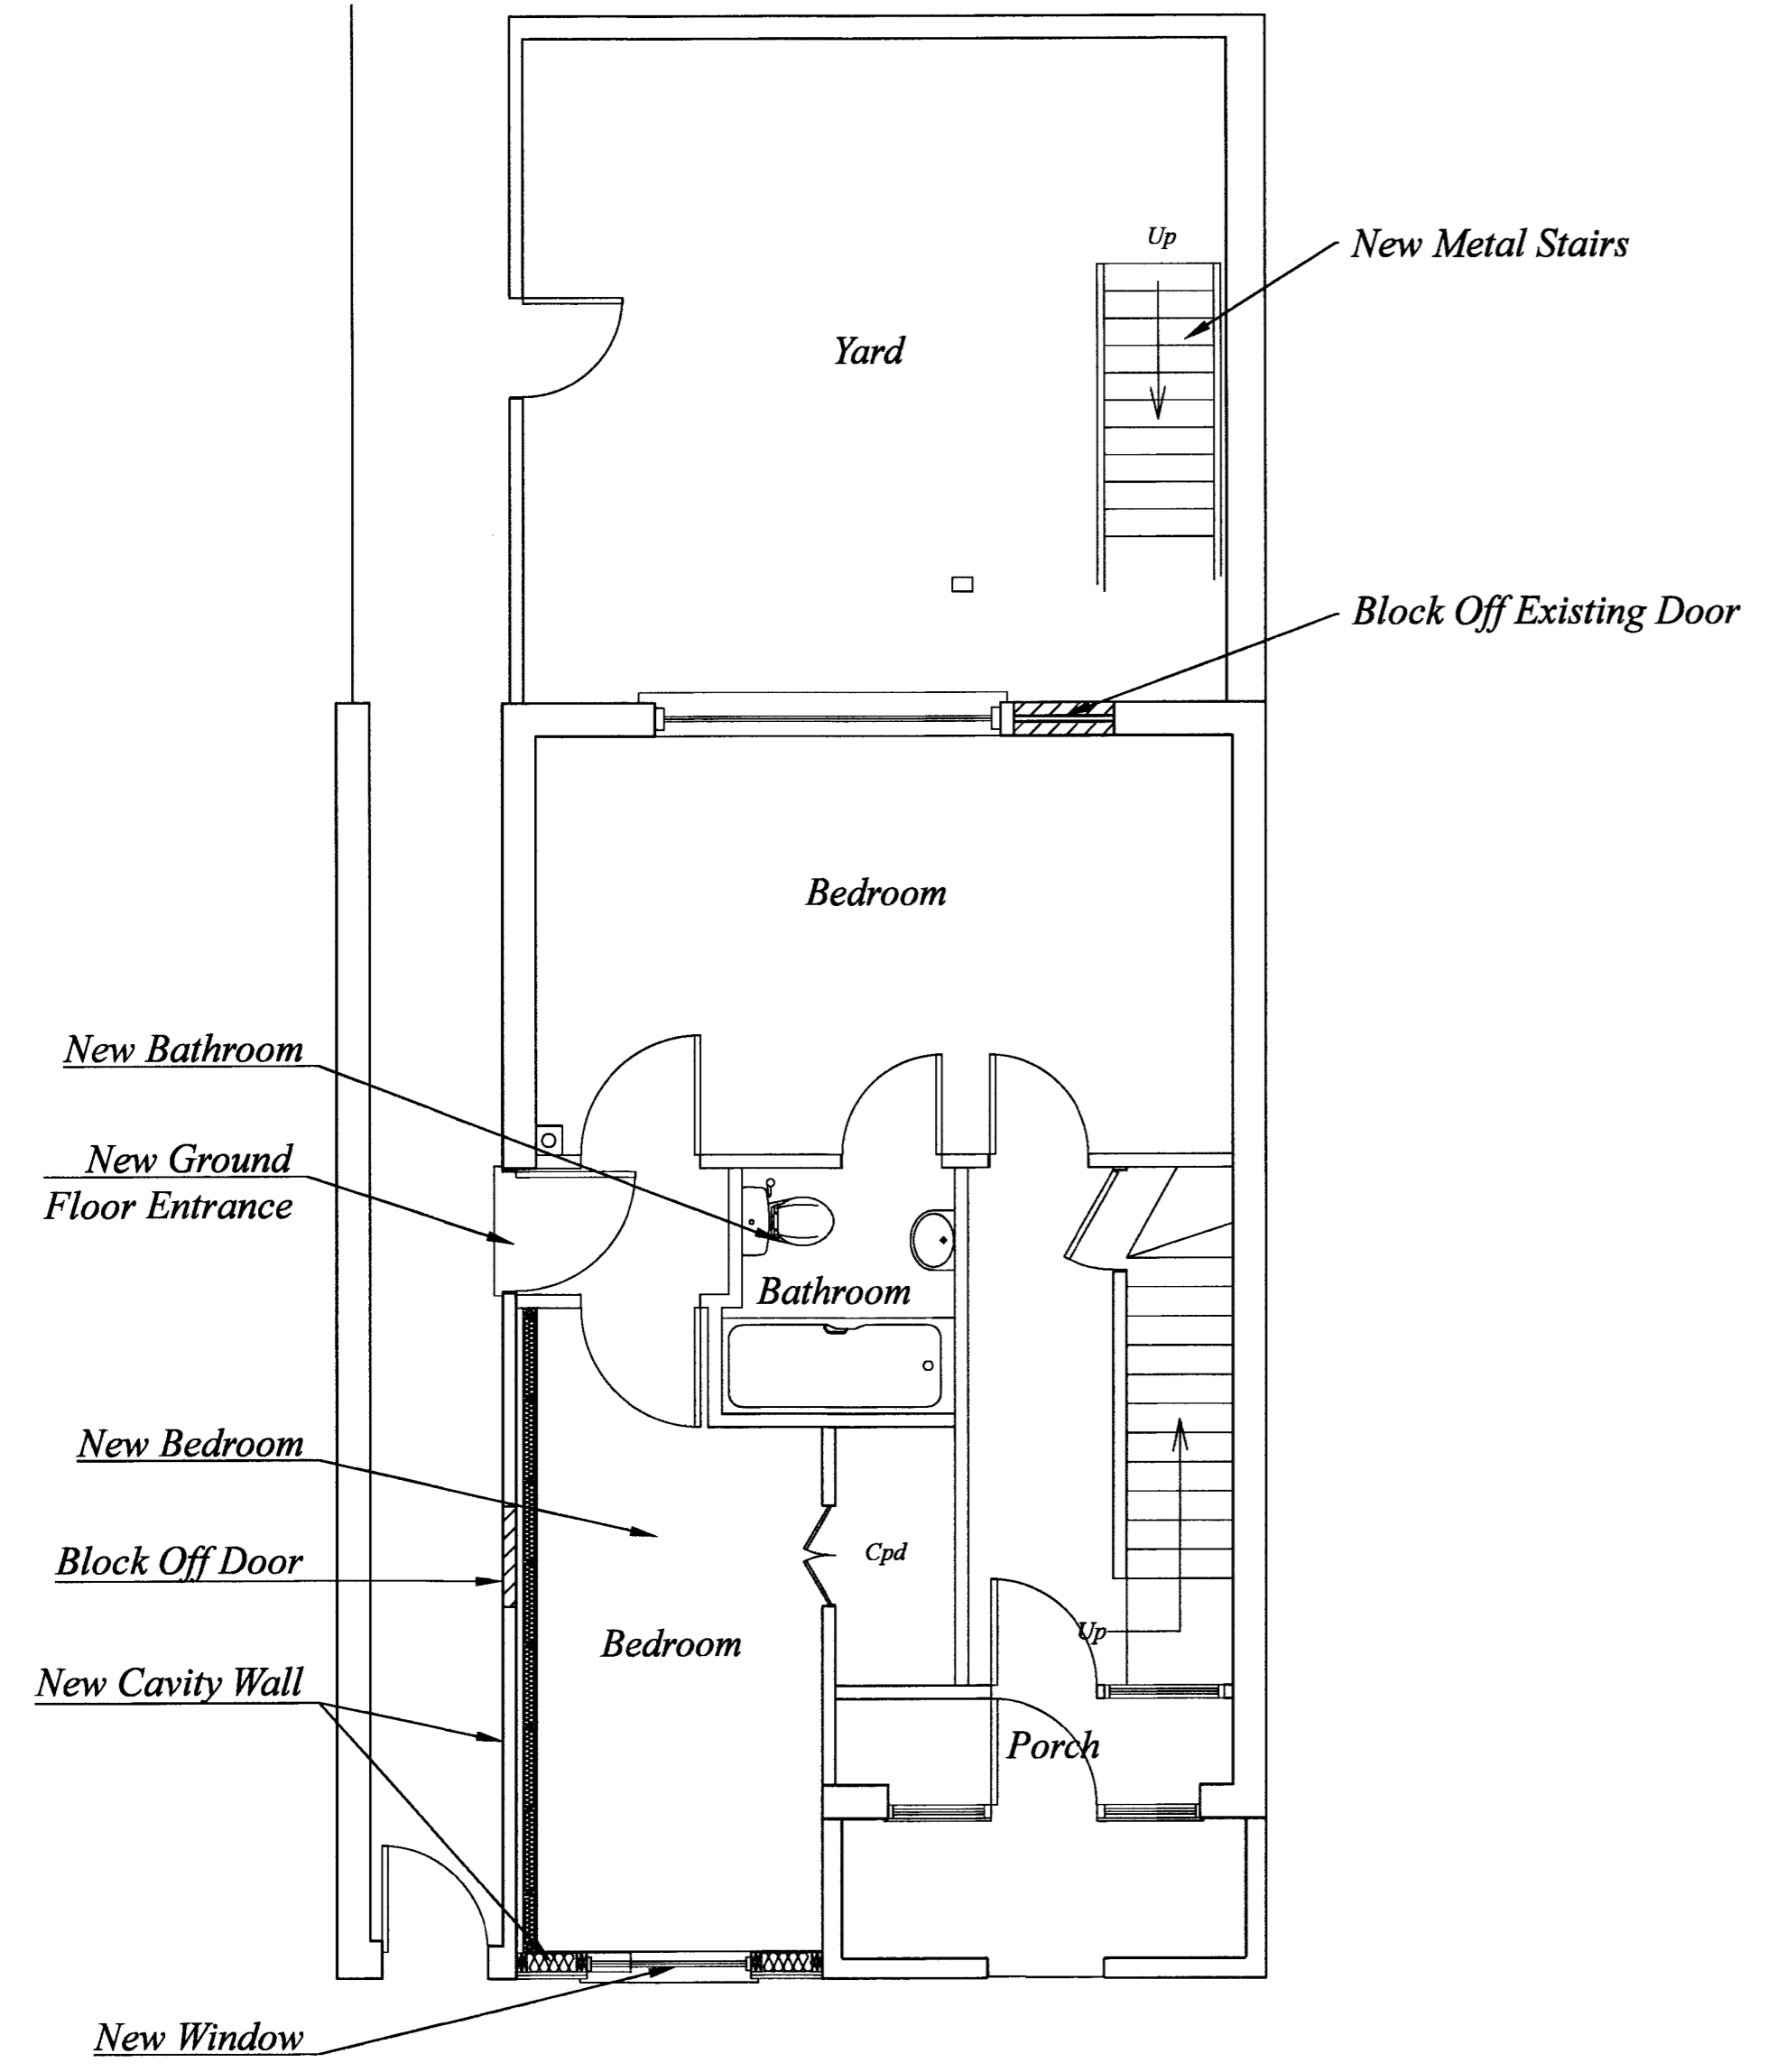 Up
New Metal Stairs
Yard
Block Off Existing Door
Bedroom
New Bathroom
New Ground
Floor Entrance
Bathroom
New Bedroom
Cpd
Block Off Door
Up
Bedroom
New Cavity Wall
Porch
New Window